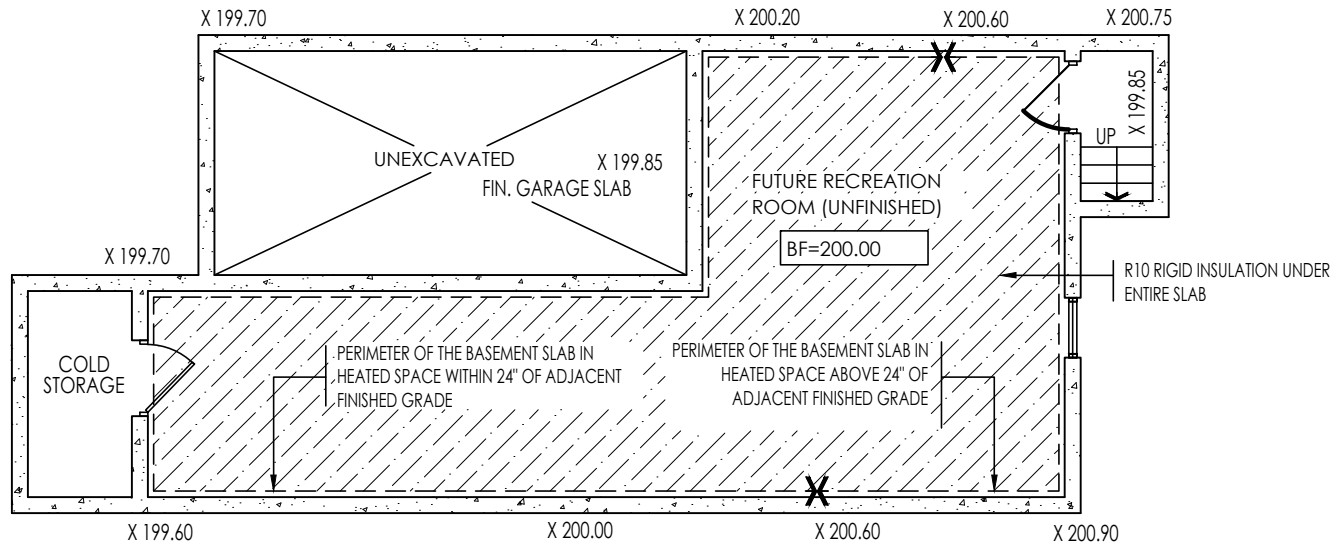 X 199.70
X 200.20
X 200.60
X 200.75
X 199.85
UP
UNEXCAVATED
X 199.85
FIN. GARAGE SLAB
FUTURE RECREATION
ROOM (UNFINISHED)
BF=200.00
X 199.70
R10 RIGID INSULATION UNDER
ENTIRE SLAB
COLD
STORAGE
PERIMETER OF THE BASEMENT SLAB IN
HEATED SPACE WITHIN 24" OF ADJACENT
FINISHED GRADE
PERIMETER OF THE BASEMENT SLAB IN
HEATED SPACE ABOVE 24" OF
ADJACENT FINISHED GRADE
X 199.60
X 200.00
X 200.60
X 200.90